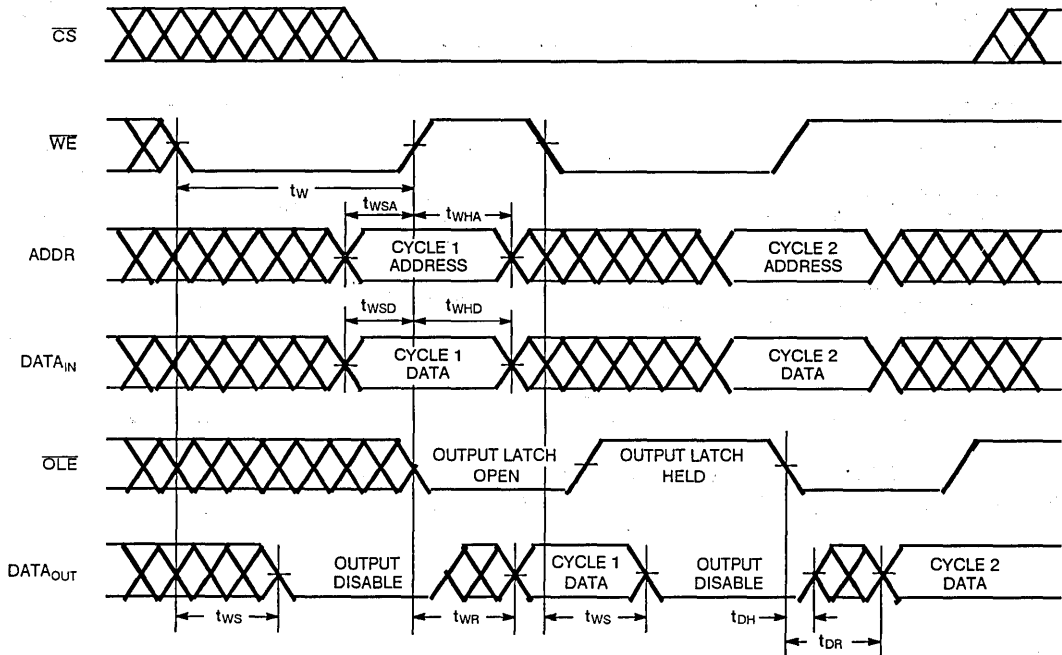 CS
WE
tW
tWSA
tWHA
ADDR
CYCLE 1
ADDRESS
CYCLE 2
ADDRESS
tWSD
tWHD
DATAIN
CYCLE 1
DATA
CYCLE 2
DATA
OLE
OUTPUT LATCH
OPEN
OUTPUT LATCH
HELD
DATAOUT
OUTPUT
DISABLE
CYCLE 1
DATA
OUTPUT
DISABLE
CYCLE 2
DATA
tWS
tWR
tWS
tDH
tDR